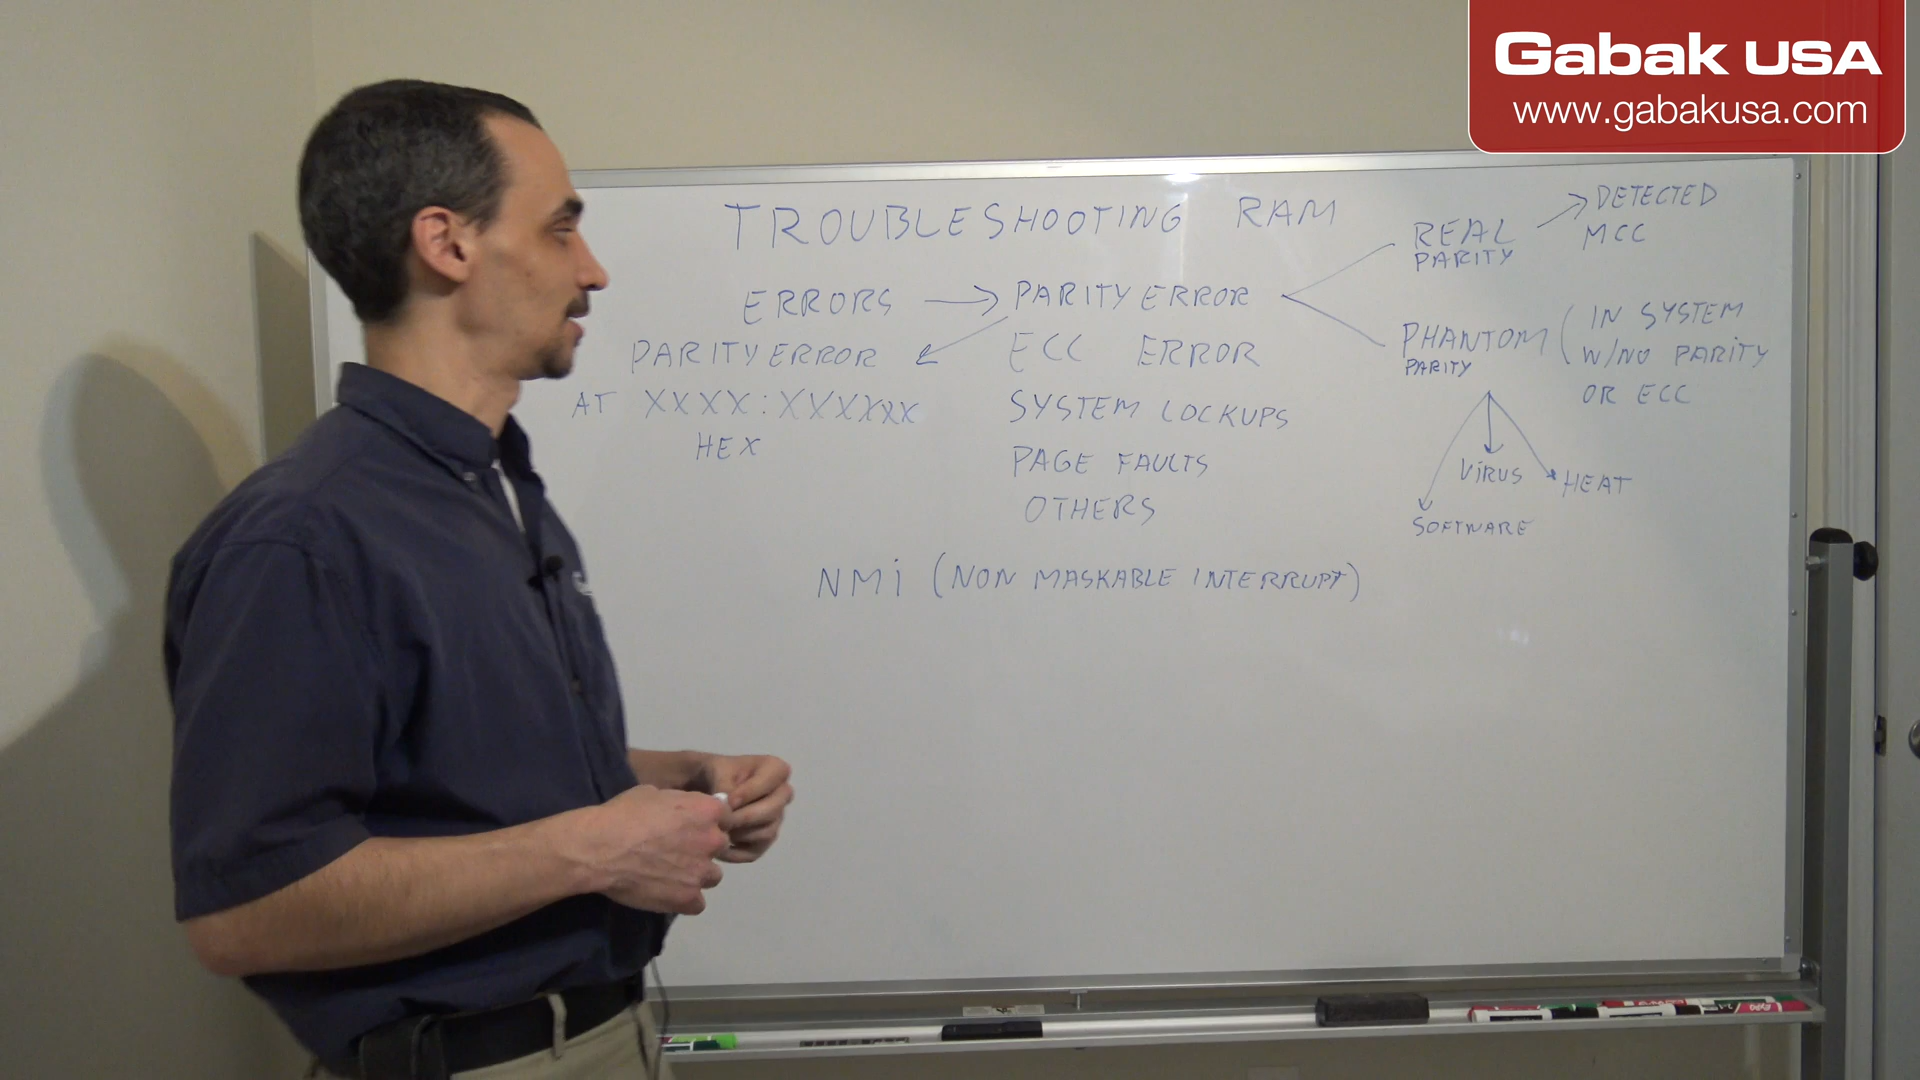 Gabak USA
www.gabakusa.com
TROUBLESHOOTING RAM
ERRORS → PARITY ERROR
REAL PARITY
DETECTED
MCC
PARITY ERROR
AT XXXX:XXXXXX
HEX
ECC ERROR
SYSTEM LOCKUPS
PAGE FAULTS
OTHERS
PHANTOM
PARITY
(IN SYSTEM
W/NO PARITY
OR ECC
VIRUS
HEAT
SOFTWARE
NMI (NON MASKABLE INTERRUPT)